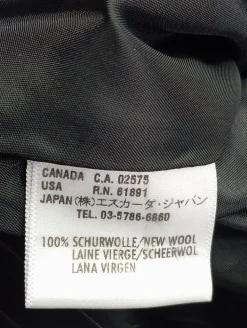 CANADA C.A. 02575
USA R.N. 61891
JAPAN (株)エスカーダ・ジャパン
TEL. 03-5786-6860
100% SCHURWOLLE/NEW WOOL
LAINE VIERGE/SCHEERWOL
LANA VIRGEN